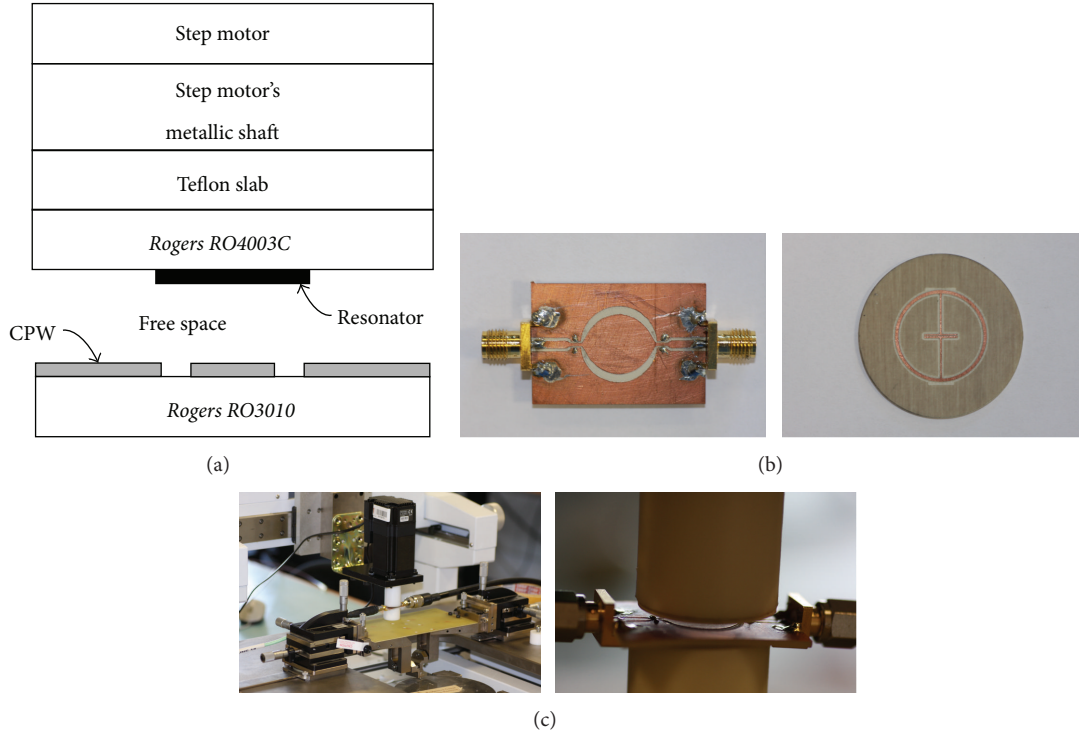 Step motor
Step motor's
metallic shaft
Teflon slab
Rogers RO4003C
Resonator
Free space
CPW
Rogers RO3010
(a)
(b)
(c)